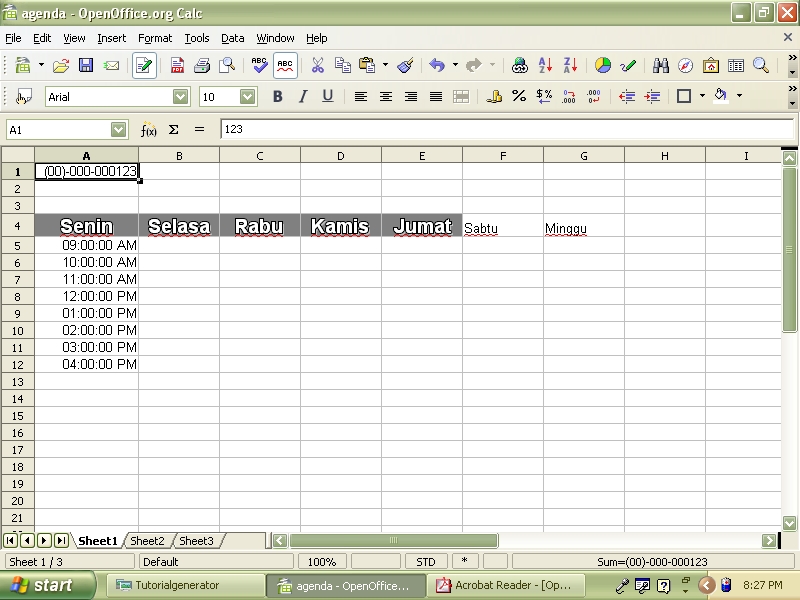 agenda - OpenOffice.org Calc
File Edit View Insert Format Tools Data Window Help
Arial 10 B I U
A1 f(x) Σ = 123
A B C D E F G H I
1 (00)-000-000123
2
3
4 Senin Selasa Rabu Kamis Jumat Sabtu Minggu
5 09:00:00 AM
6 10:00:00 AM
7 11:00:00 AM
8 12:00:00 PM
9 01:00:00 PM
10 02:00:00 PM
11 03:00:00 PM
12 04:00:00 PM
13
14
15
16
17
18
19
20
21
Sheet1 Sheet2 Sheet3
Sheet 1 / 3 Default 100% STD * Sum=(00)-000-000123
start Tutorialgenerator agenda - OpenOffice... Acrobat Reader - [Op... 8:27 PM